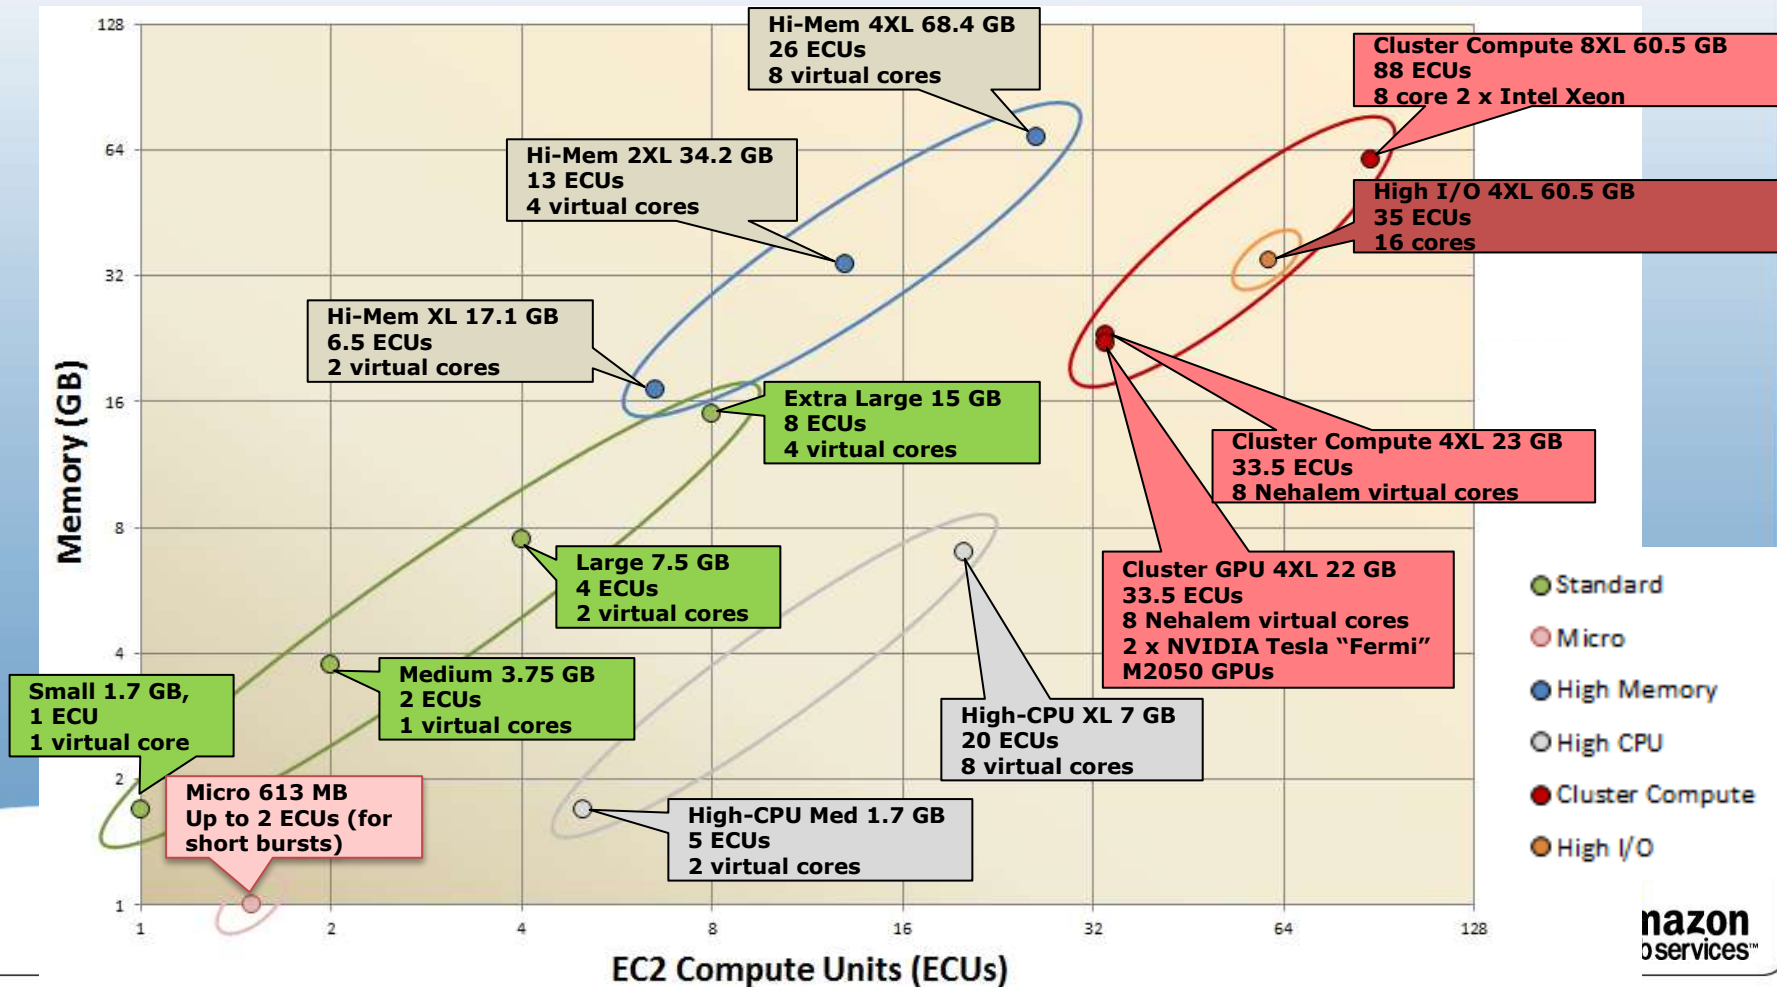 Hi-Mem 4XL 68.4 GB
26 ECUs
8 virtual cores
Cluster Compute 8XL 60.5 GB
88 ECUs
8 core 2 x Intel Xeon
Hi-Mem 2XL 34.2 GB
13 ECUs
4 virtual cores
High I/O 4XL 60.5 GB
35 ECUs
16 cores
Hi-Mem XL 17.1 GB
6.5 ECUs
2 virtual cores
Extra Large 15 GB
8 ECUs
4 virtual cores
Cluster Compute 4XL 23 GB
33.5 ECUs
8 Nehalem virtual cores
Large 7.5 GB
4 ECUs
2 virtual cores
Cluster GPU 4XL 22 GB
33.5 ECUs
8 Nehalem virtual cores
2 x NVIDIA Tesla “Fermi”
M2050 GPUs
Medium 3.75 GB
2 ECUs
1 virtual cores
Small 1.7 GB,
1 ECU
1 virtual core
High-CPU XL 7 GB
20 ECUs
8 virtual cores
Micro 613 MB
Up to 2 ECUs (for
short bursts)
High-CPU Med 1.7 GB
5 ECUs
2 virtual cores
Memory (GB)
128
64
32
16
8
4
2
1
1 2 4 8 16 32 64 128
EC2 Compute Units (ECUs)
Standard
Micro
High Memory
High CPU
Cluster Compute
High I/O
mazon
services™